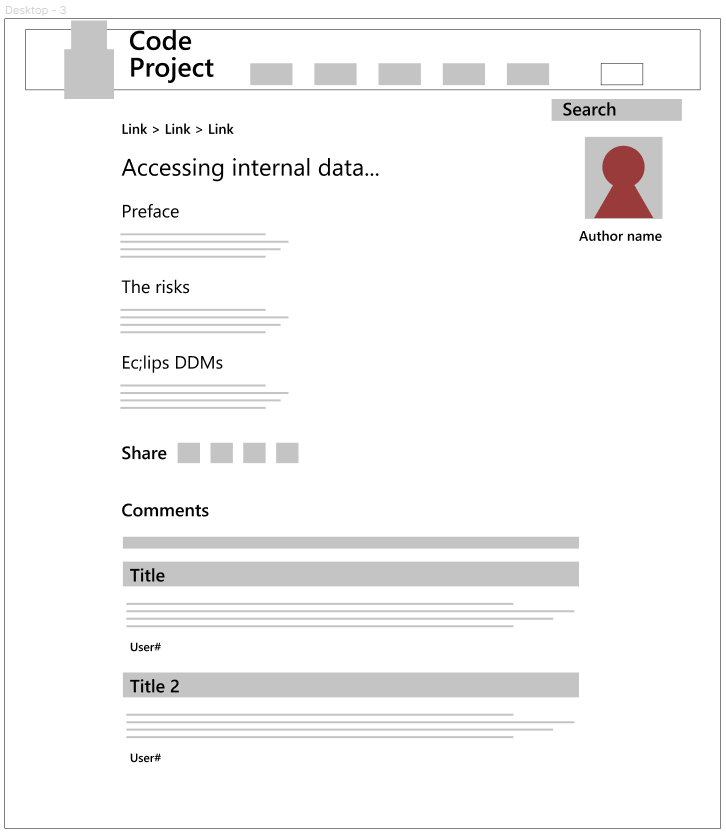 Desktop - 3
Code
Project
Search
Link > Link > Link
Accessing internal data...
Author name
Preface
The risks
Ec;lips DDMs
Share
Comments
Title
User#
Title 2
User#